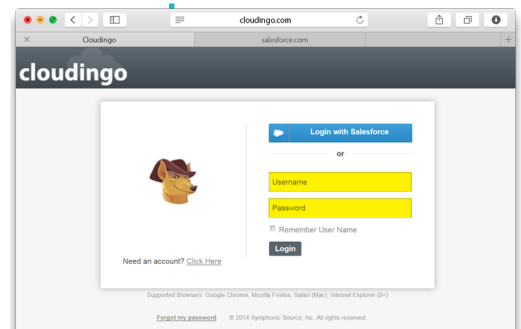 cloudingo.com
Cloudingo
salesforce.com
cloudingo
Login with Salesforce
or
Username
Password
Remember User Name
Login
Need an account? Click Here
Supported Browsers: Google Chrome, Mozilla Firefox, Safari (Mac), Internet Explorer (9+)
Forgot my password © 2014 Symphonic Source, Inc. All rights reserved.